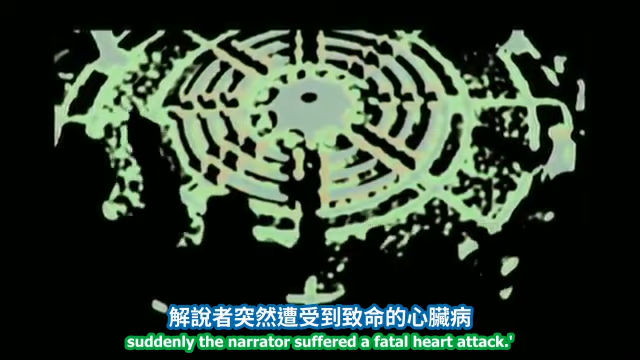 解說者突然遭受到致命的心臟病
suddenly the narrator suffered a fatal heart attack.'